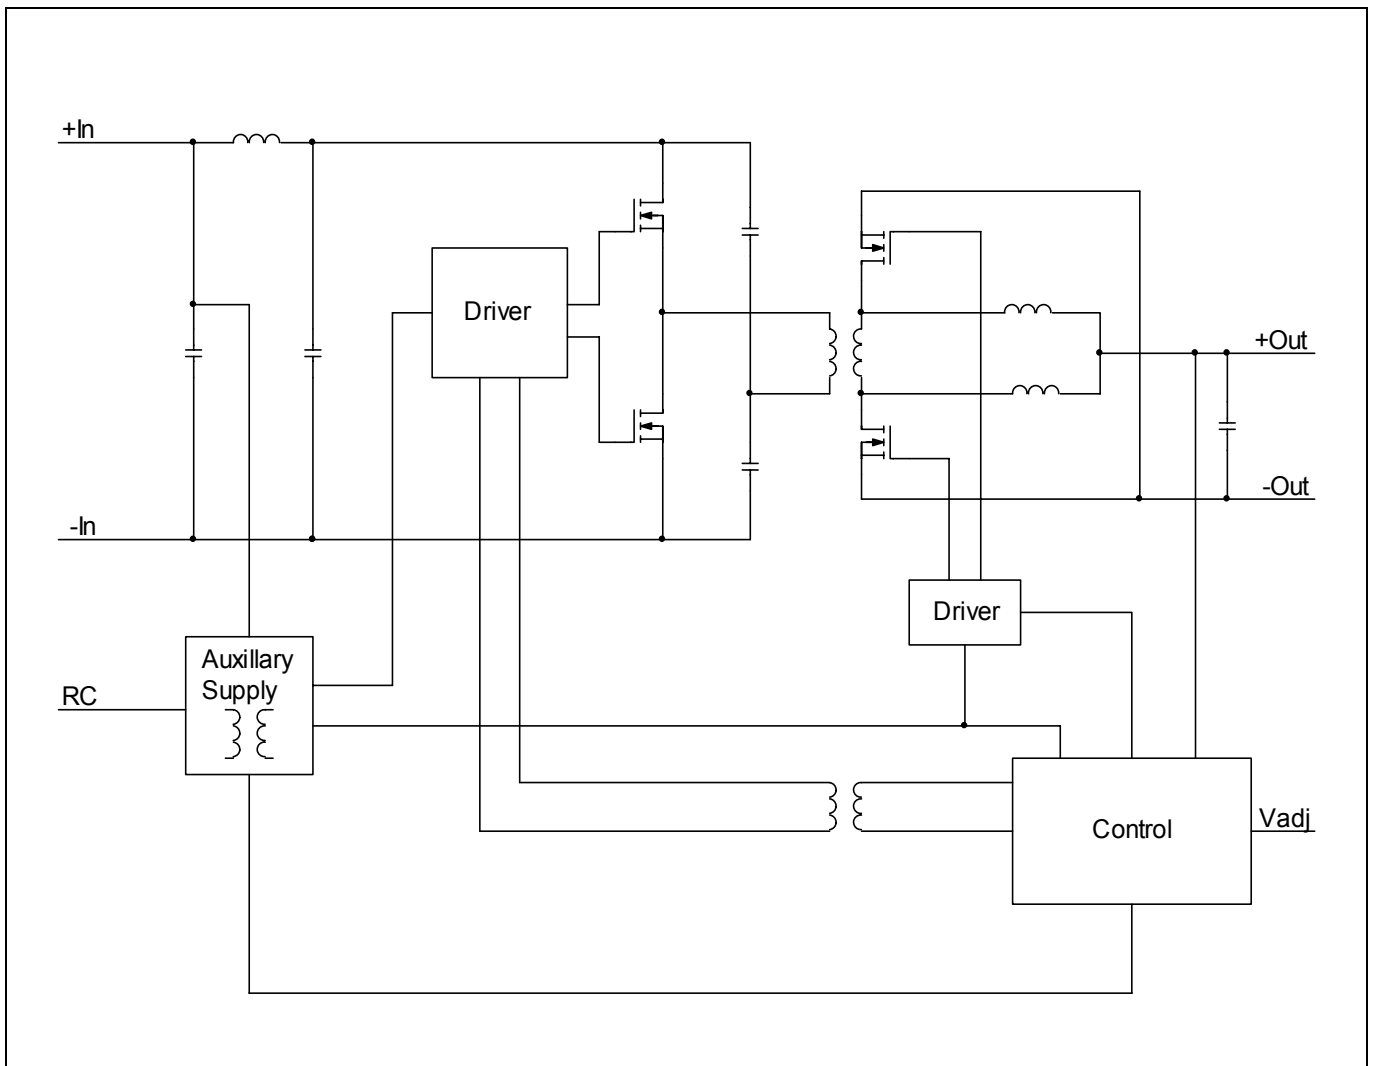 +In
Driver
+Out
-Out
-In
Driver
Auxillary
Supply
RC
Vadj
Control